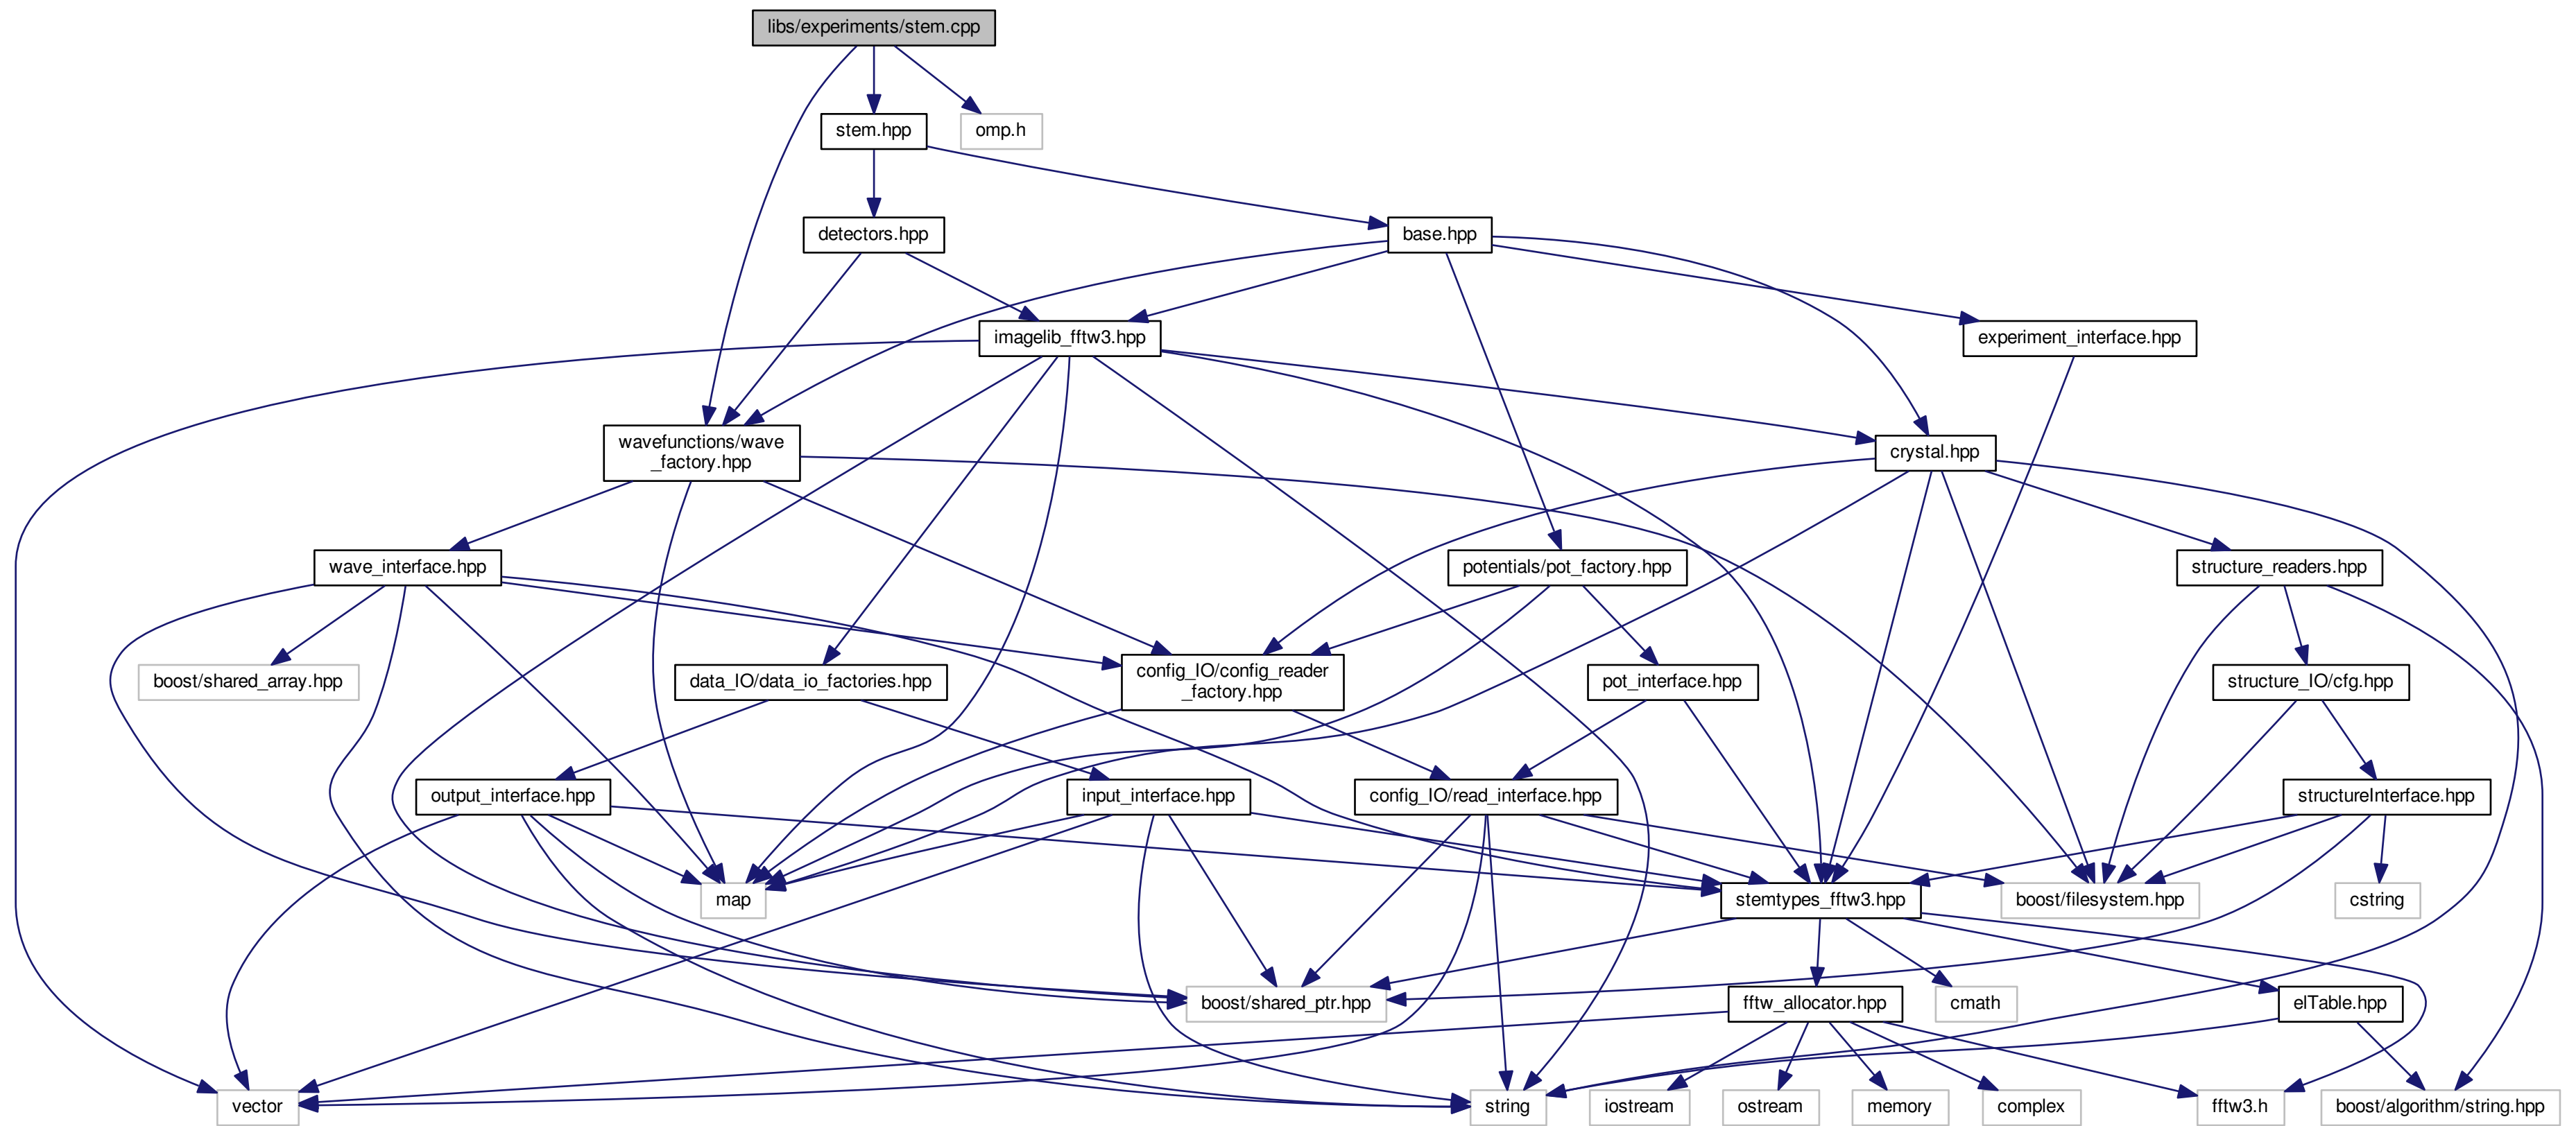 libs/experiments/stem.cpp
stem.hpp
omp.h
detectors.hpp
base.hpp
imagelib_fftw3.hpp
experiment_interface.hpp
wavefunctions/wave
_factory.hpp
crystal.hpp
wave_interface.hpp
potentials/pot_factory.hpp
structure_readers.hpp
boost/shared_array.hpp
data_IO/data_io_factories.hpp
config_IO/config_reader
_factory.hpp
pot_interface.hpp
structure_IO/cfg.hpp
output_interface.hpp
input_interface.hpp
config_IO/read_interface.hpp
structureInterface.hpp
map
stemtypes_fftw3.hpp
boost/filesystem.hpp
cstring
boost/shared_ptr.hpp
fftw_allocator.hpp
cmath
elTable.hpp
vector
string
iostream
ostream
memory
complex
fftw3.h
boost/algorithm/string.hpp